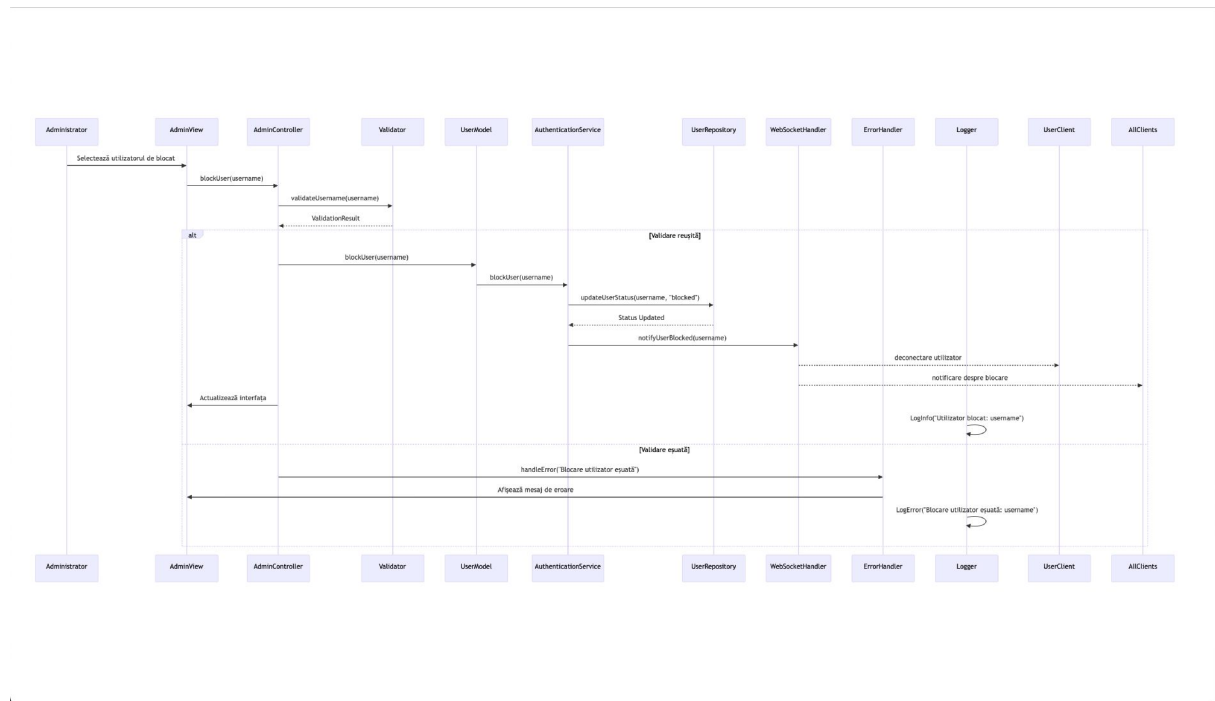 Administrator
AdminView
AdminController
Validator
UserModel
AuthenticationService
UserRepository
WebSocketHandler
ErrorHandler
Logger
UserClient
AllClients
Selectează utilizatorul de blocat
blockUser(username)
validateUsername(username)
ValidationResult
alt
[Validare reușită]
blockUser(username)
blockUser(username)
updateUserStatus(username, "blocked")
Status Updated
notifyUserBlocked(username)
deconectare utilizator
notificare despre blocare
Actualizează interfața
LogInfo("Utilizator blocat: username")
[Validare eșuată]
handleError("Blocare utilizator eșuată")
Afișează mesaj de eroare
LogError("Blocare utilizator eșuată: username")
Administrator
AdminView
AdminController
Validator
UserModel
AuthenticationService
UserRepository
WebSocketHandler
ErrorHandler
Logger
UserClient
AllClients